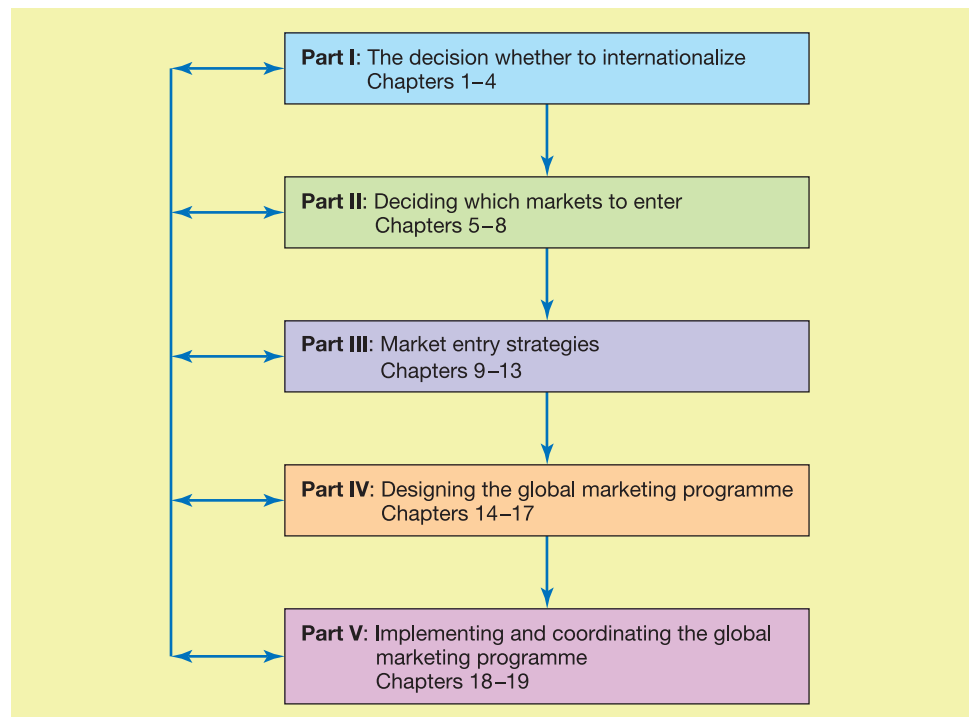 Part I: The decision whether to internationalize
Chapters 1–4
Part II: Deciding which markets to enter
Chapters 5–8
Part III: Market entry strategies
Chapters 9–13
Part IV: Designing the global marketing programme
Chapters 14–17
Part V: Implementing and coordinating the global
marketing programme
Chapters 18–19